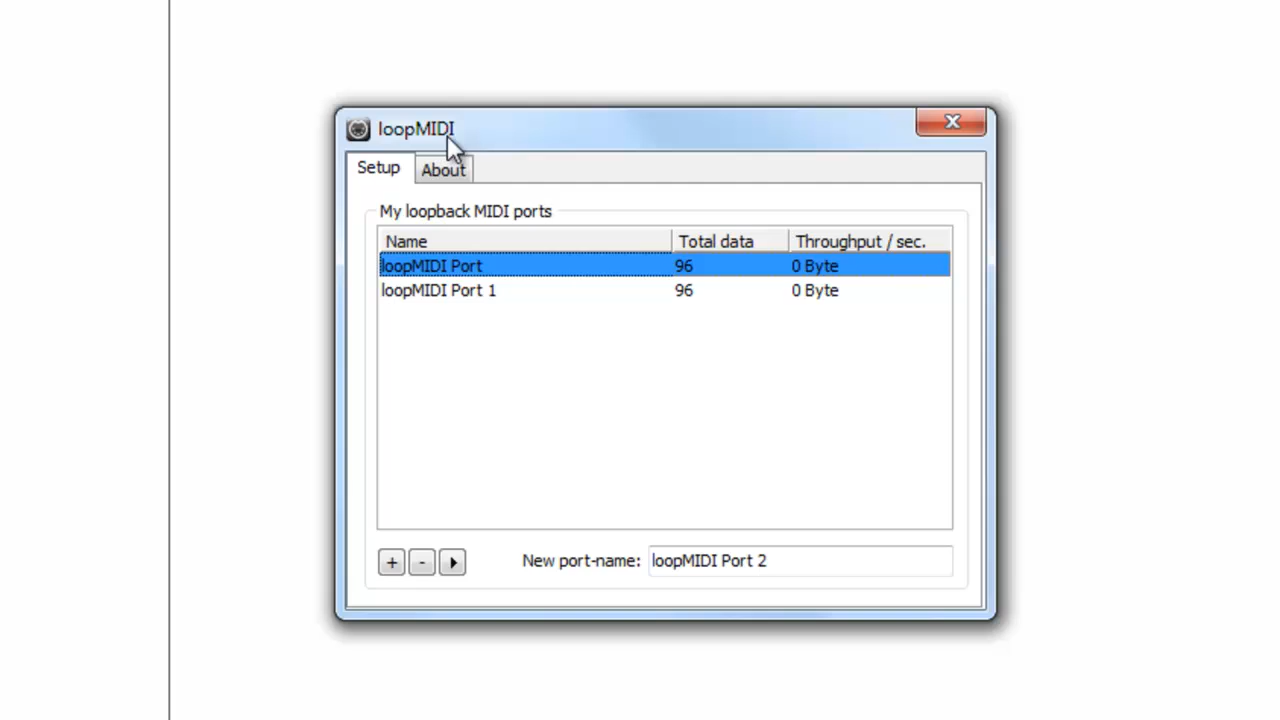 loopMIDI
Setup About
My loopback MIDI ports
Name Total data Throughput / sec.
loopMIDI Port 96 0 Byte
loopMIDI Port 1 96 0 Byte
+ - New port-name: loopMIDI Port 2